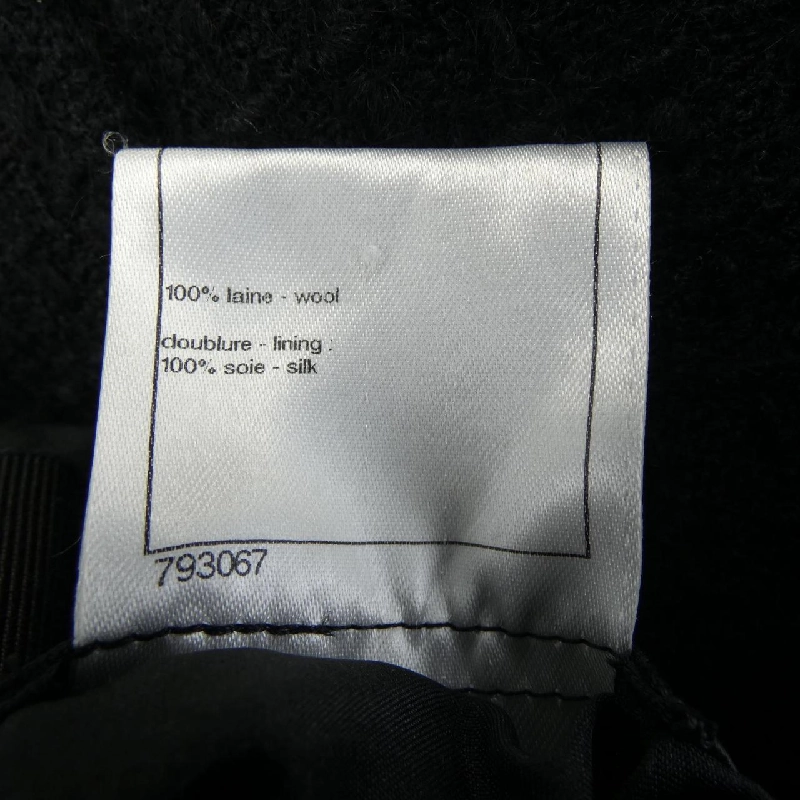 100% laine - wool
doublure - lining :
100% soie - silk
793067